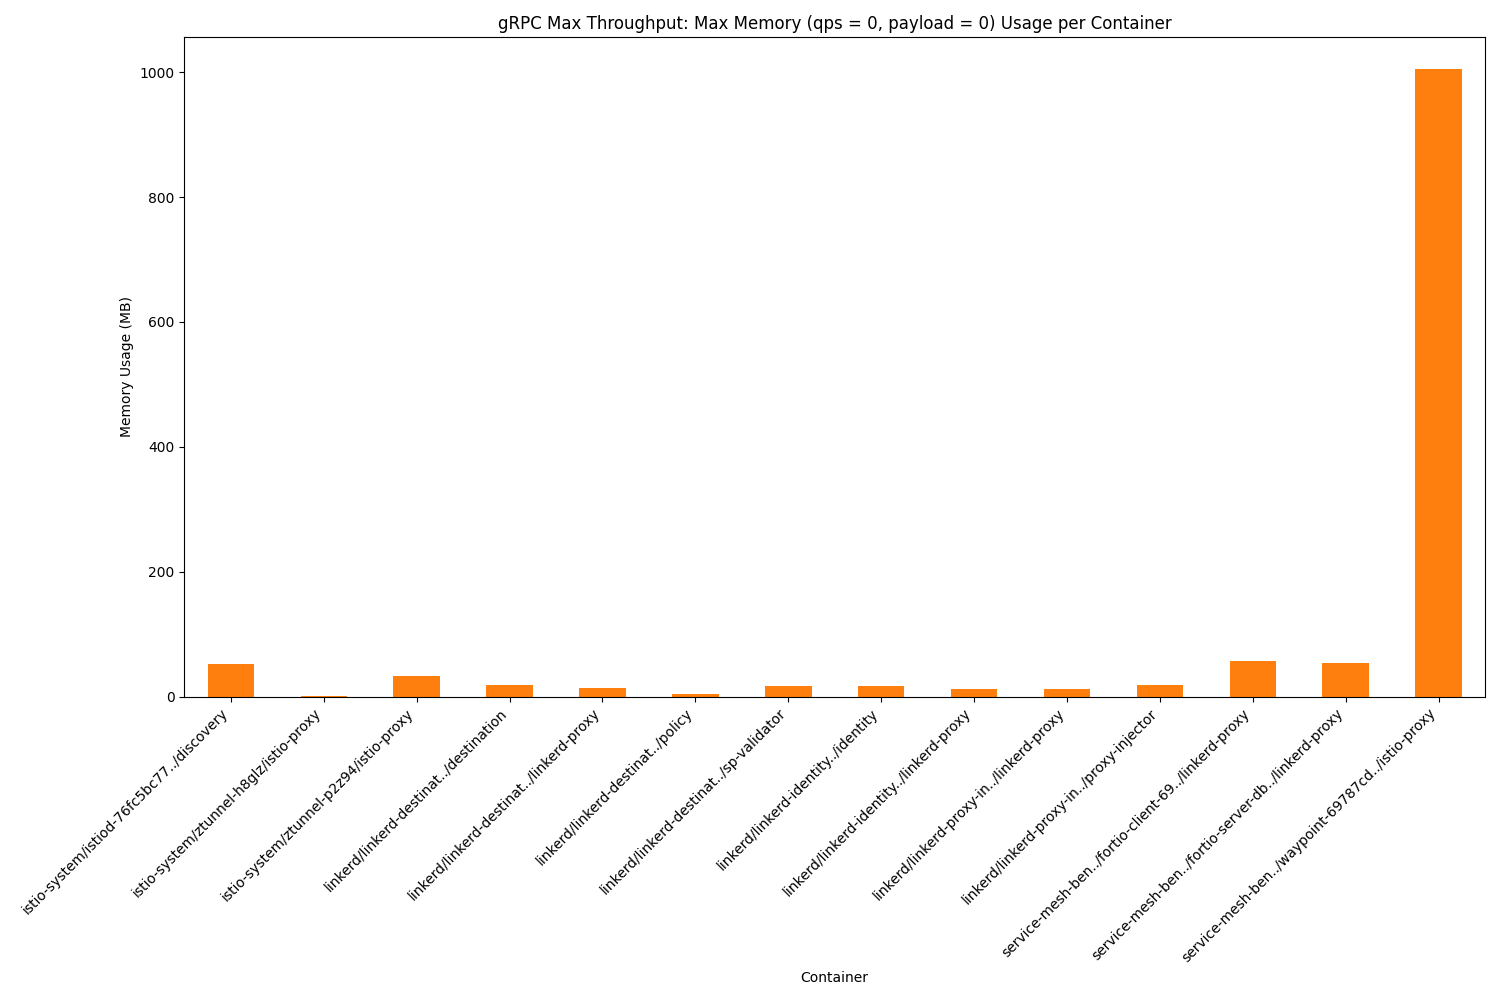 gRPC Max Throughput: Max Memory (qps = 0, payload = 0) Usage per Container
Memory Usage (MB)
1000
800
600
400
200
0
istio-system/istiod-76fc5bc77../discovery
istio-system/ztunnel-h8glz/istio-proxy
istio-system/ztunnel-p2z94/istio-proxy
linkerd/linkerd-destinat../destination
linkerd/linkerd-destinat../linkerd-proxy
linkerd/linkerd-destinat../policy
linkerd/linkerd-destinat../sp-validator
linkerd/linkerd-identity../identity
linkerd/linkerd-identity../linkerd-proxy
linkerd/linkerd-proxy-in../linkerd-proxy
linkerd/linkerd-proxy-in../proxy-injector
service-mesh-ben../fortio-client-69../linkerd-proxy
service-mesh-ben../fortio-server-db../linkerd-proxy
service-mesh-ben../waypoint-69787cd../istio-proxy
Container